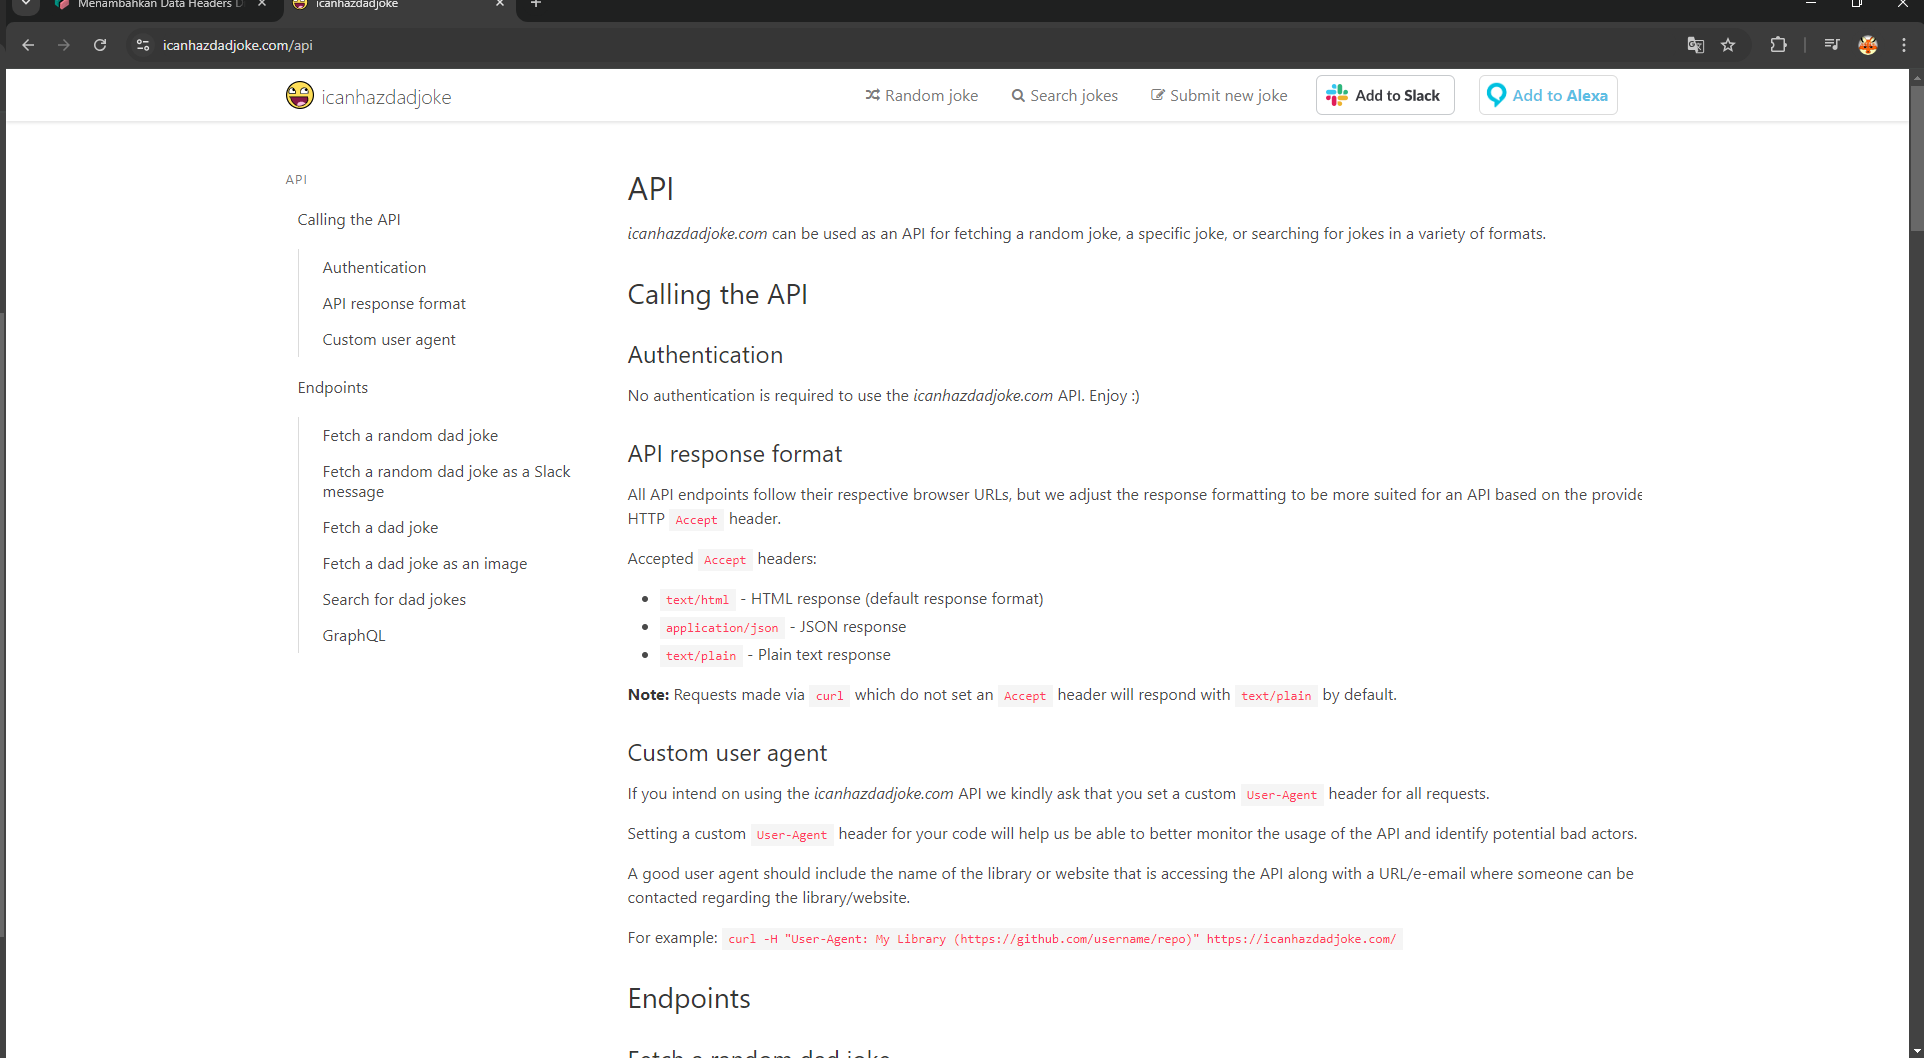 Menambahkan Data Headers D
icanhazdadjoke
icanhazdadjoke.com/api
icanhazdadjoke
Random joke
Search jokes
Submit new joke
Add to Slack
Add to Alexa
API
Calling the API
Authentication
API response format
Custom user agent
Endpoints
Fetch a random dad joke
Fetch a random dad joke as a Slack
message
Fetch a dad joke
Fetch a dad joke as an image
Search for dad jokes
GraphQL
API
icanhazdadjoke.com can be used as an API for fetching a random joke, a specific joke, or searching for jokes in a variety of formats.
Calling the API
Authentication
No authentication is required to use the icanhazdadjoke.com API. Enjoy :)
API response format
All API endpoints follow their respective browser URLs, but we adjust the response formatting to be more suited for an API based on the provide
HTTP Accept header.
Accepted Accept headers:
• text/html - HTML response (default response format)
• application/json - JSON response
• text/plain - Plain text response
Note: Requests made via curl which do not set an Accept header will respond with text/plain by default.
Custom user agent
If you intend on using the icanhazdadjoke.com API we kindly ask that you set a custom User-Agent header for all requests.
Setting a custom User-Agent header for your code will help us be able to better monitor the usage of the API and identify potential bad actors.
A good user agent should include the name of the library or website that is accessing the API along with a URL/e-email where someone can be
contacted regarding the library/website.
For example: curl -H "User-Agent: My Library (https://github.com/username/repo)" https://icanhazdadjoke.com/
Endpoints
Fetch a random dad joke